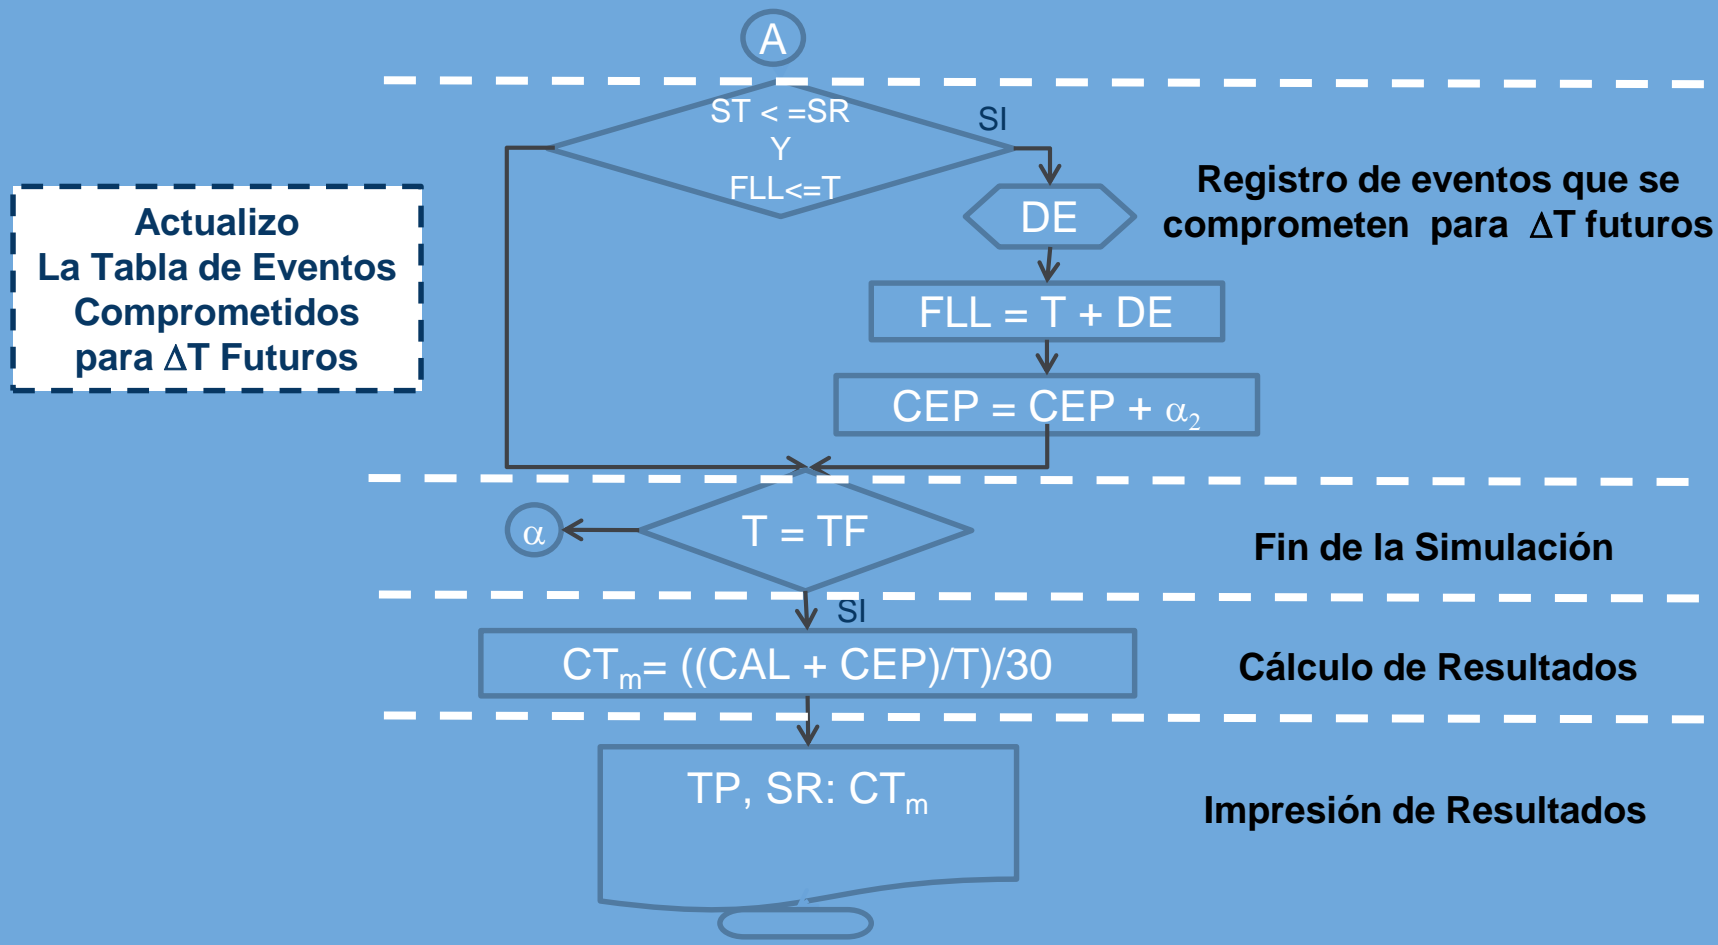 A
ST < =SR
Y
FLL<=T
SI
DE
Registro de eventos que se
comprometen para ΔT futuros
Actualizo
La Tabla de Eventos
Comprometidos
para ΔT Futuros
FLL = T + DE
CEP = CEP + α₂
α
T = TF
Fin de la Simulación
SI
CTm= ((CAL + CEP)/T)/30
Cálculo de Resultados
TP, SR: CTm
Impresión de Resultados